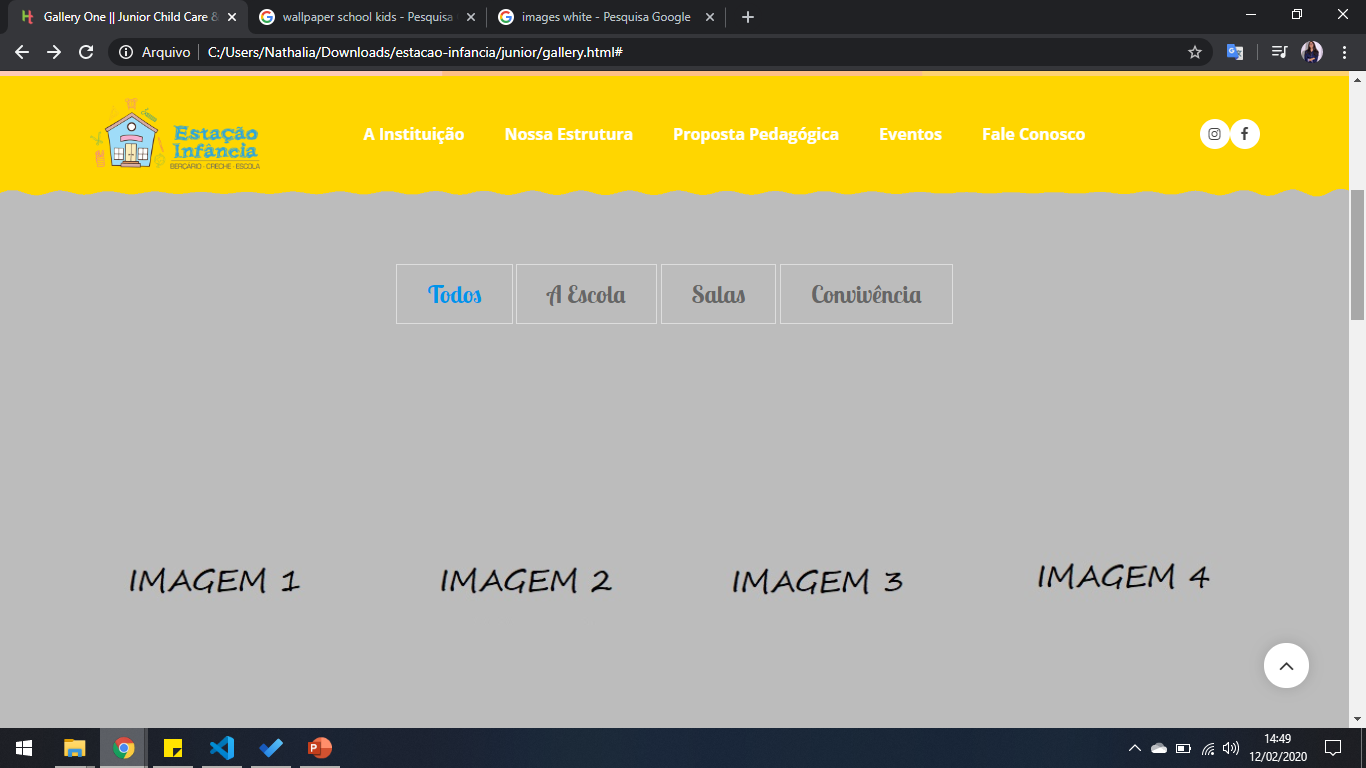 Gallery One || Junior Child Care &
wallpaper school kids - Pesquisa
images white - Pesquisa Google
Arquivo
C:/Users/Nathalia/Downloads/estacao-infancia/junior/gallery.html#
Estação
Infância
BERÇARIO - CRECHE - ESCOLA
A Instituição
Nossa Estrutura
Proposta Pedagógica
Eventos
Fale Conosco
Todos
A Escola
Salas
Convivência
IMAGEM 1
IMAGEM 2
IMAGEM 3
IMAGEM 4
14:49
12/02/2020